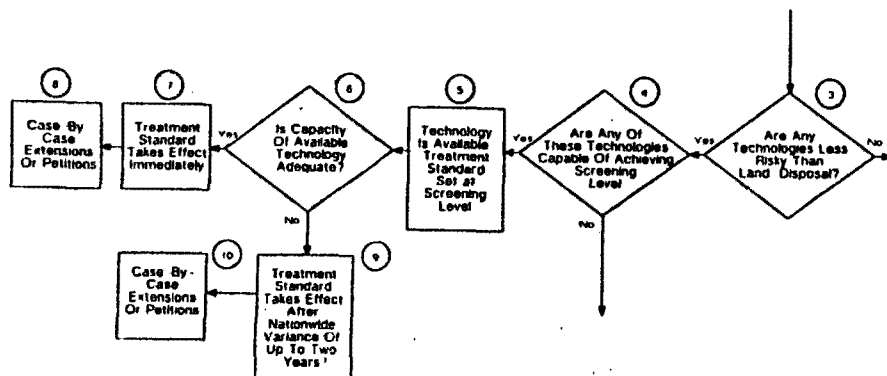 8
Case-By-
Case
Extensions
Or Petitions
7
Treatment
Standard
Takes Effect
Immediately
Yes
6
Is Capacity
Of Available
Technology
Adequate?
No
5
Technology
Is Available
Treatment
Standard
Set at
Screening
Level
Yes
4
Are Any Of
These Technologies
Capable Of Achieving
Screening
Level
No
Yes
3
Are Any
Technologies Less
Risky Than
Land Disposal?
No
10
Case-By-
Case
Extensions
Or Petitions
9
Treatment
Standard
Takes Effect
After
Nationwide
Variance Of
Up To Two
Years